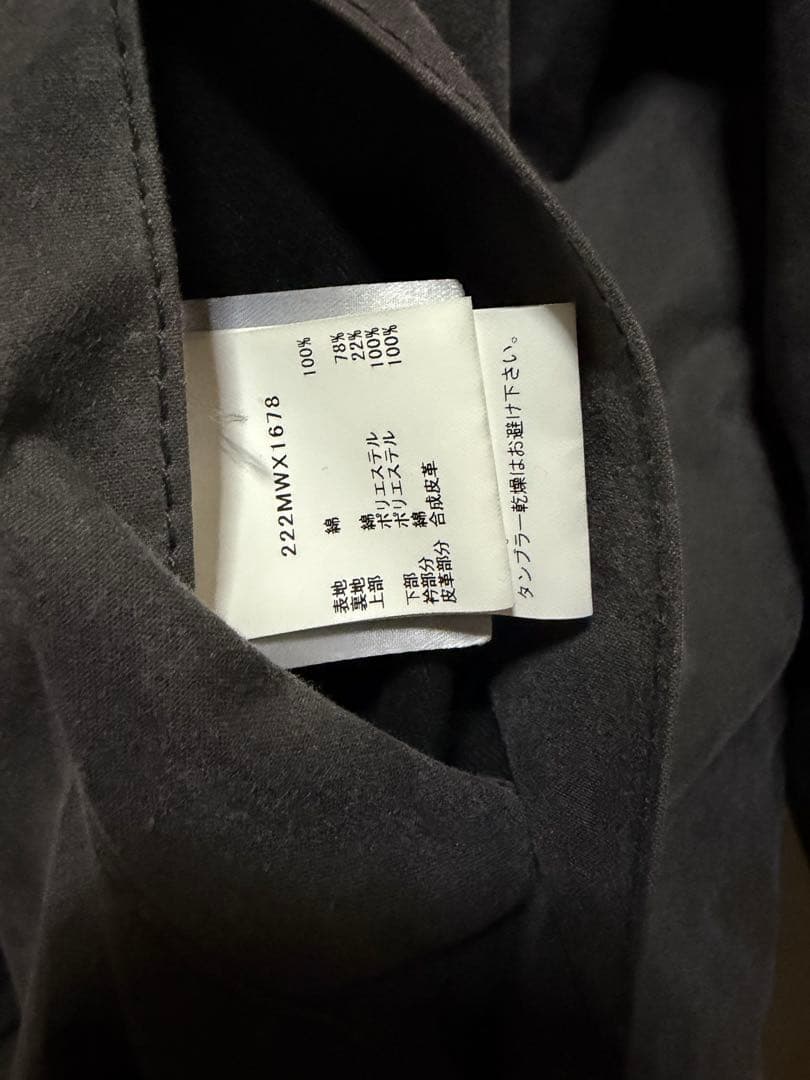 222MWX1678
表地 綿 100%
裏地
上部 綿 78%
ポリエステル 22%
下部 ポリエステル 100%
衿部分 綿 100%
皮革部分 合成皮革
タンブラー乾燥はお避け下さい。